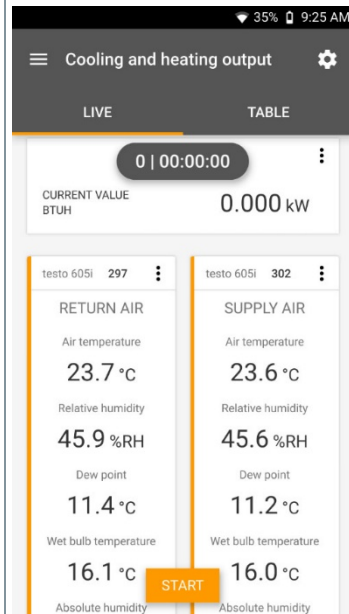 35% 9:25 AM
Cooling and heating output
LIVE TABLE
0 | 00:00:00
CURRENT VALUE
BTUH
0.000 kW
testo 605i 297 testo 605i 302
RETURN AIR SUPPLY AIR
Air temperature Air temperature
23.7 °C 23.6 °C
Relative humidity Relative humidity
45.9 %RH 45.6 %RH
Dew point Dew point
11.4 °C 11.2 °C
Wet bulb temperature Wet bulb temperature
16.1 °C 16.0 °C
START
Absolute humidity Absolute humidity